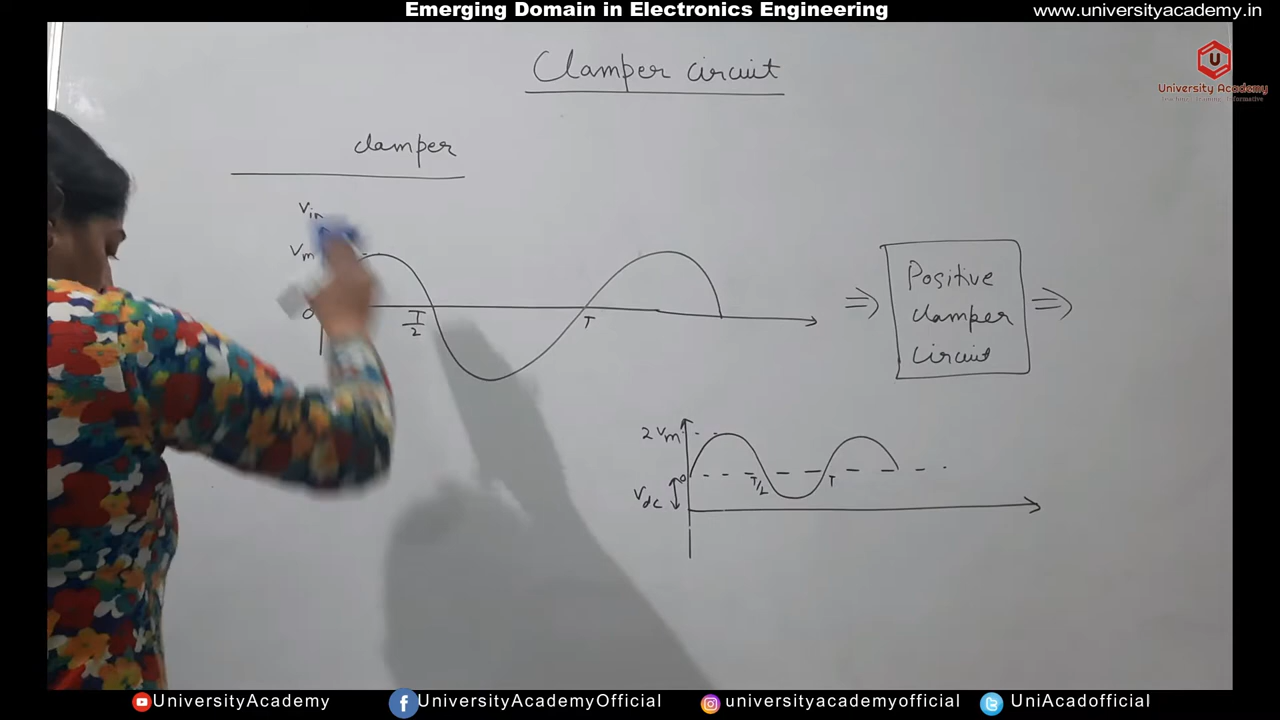 Emerging Domain in Electronics Engineering
www.universityacademy.in
U
University Academy
Clamper circuit
clamper
Vin
Vm
0
T/2
T
⇒
Positive
clamper
circuit
⇒
2Vm
0
T/2
T
Vdc
UniversityAcademy
UniversityAcademyOfficial
universityacademyofficial
UniAcadofficial